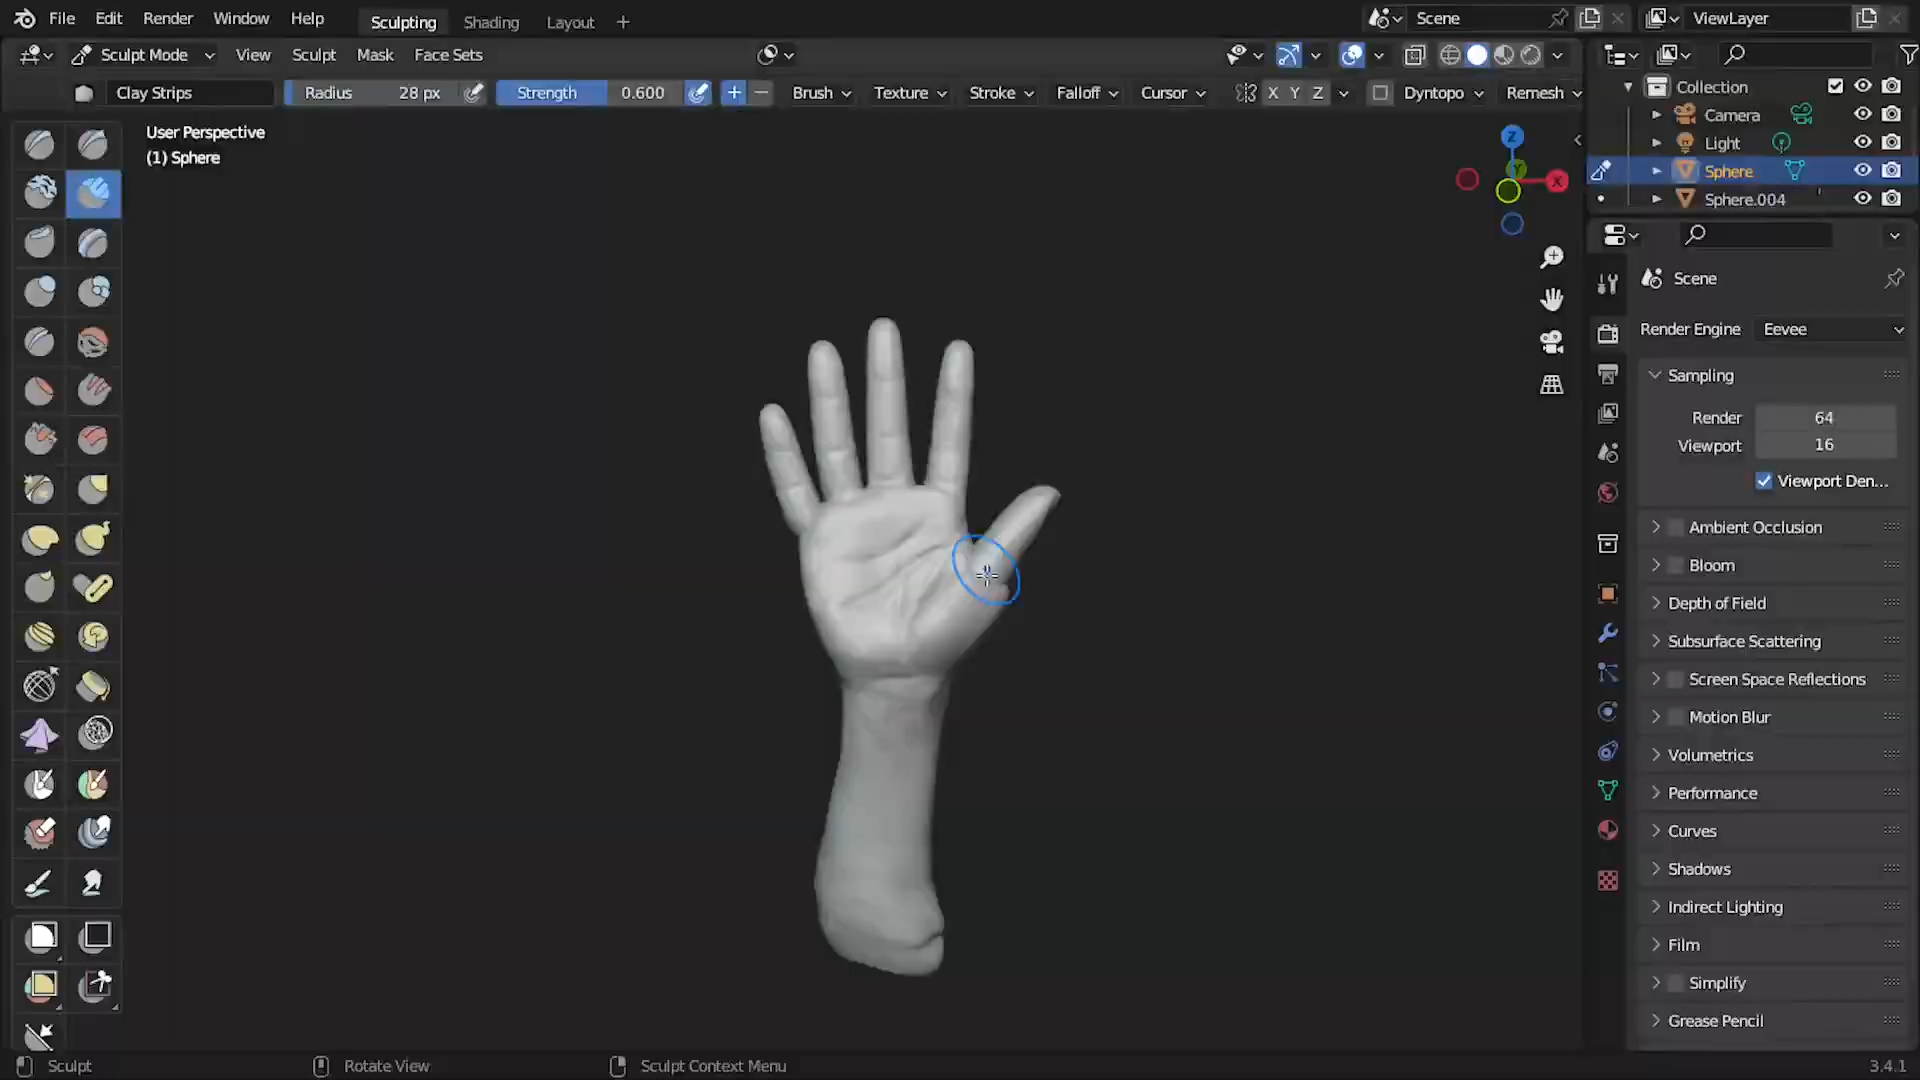 File Edit Render Window Help Sculpting Shading Layout + Scene ViewLayer
Sculpt Mode View Sculpt Mask Face Sets
Clay Strips Radius 28 px Strength 0.600 Brush Texture Stroke Falloff Cursor X Y Z Dyntopo Remesh
User Perspective
(1) Sphere
Z
X
Collection
Camera
Light
Sphere
Sphere.004
Scene
Render Engine Eevee
Sampling
Render 64
Viewport 16
Viewport Den...
Ambient Occlusion
Bloom
Depth of Field
Subsurface Scattering
Screen Space Reflections
Motion Blur
Volumetrics
Performance
Curves
Shadows
Indirect Lighting
Film
Simplify
Grease Pencil
Sculpt Rotate View Sculpt Context Menu 3.4.1